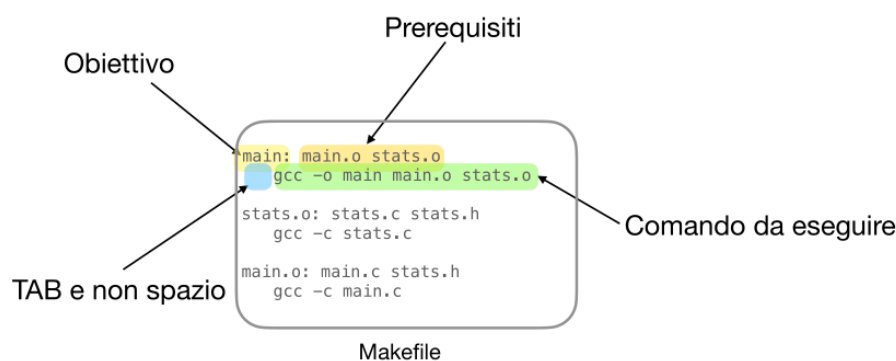 Prerequisiti
Obiettivo
main: main.o stats.o
gcc -o main main.o stats.o
stats.o: stats.c stats.h
gcc -c stats.c
Comando da eseguire
main.o: main.c stats.h
gcc -c main.c
TAB e non spazio
Makefile